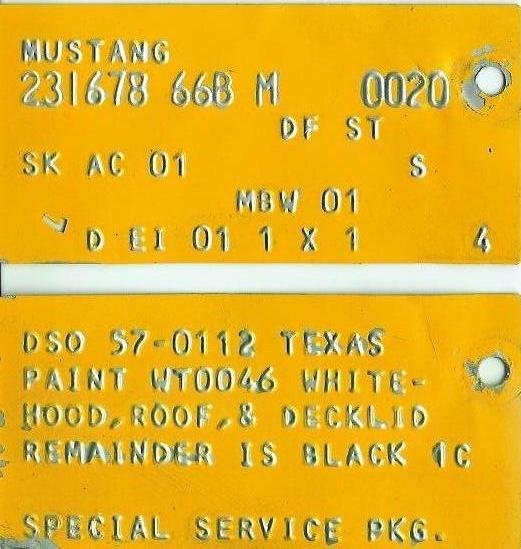 MUSTANG
231678 66B M 0020
DF ST
SK AC 01 S
MBW 01
D EI 01 1 X 1 4
DSO 57-0112 TEXAS
PAINT WT0046 WHITE-
HOOD,ROOF,& DECKLID
REMAINDER IS BLACK 1C
SPECIAL SERVICE PKG.